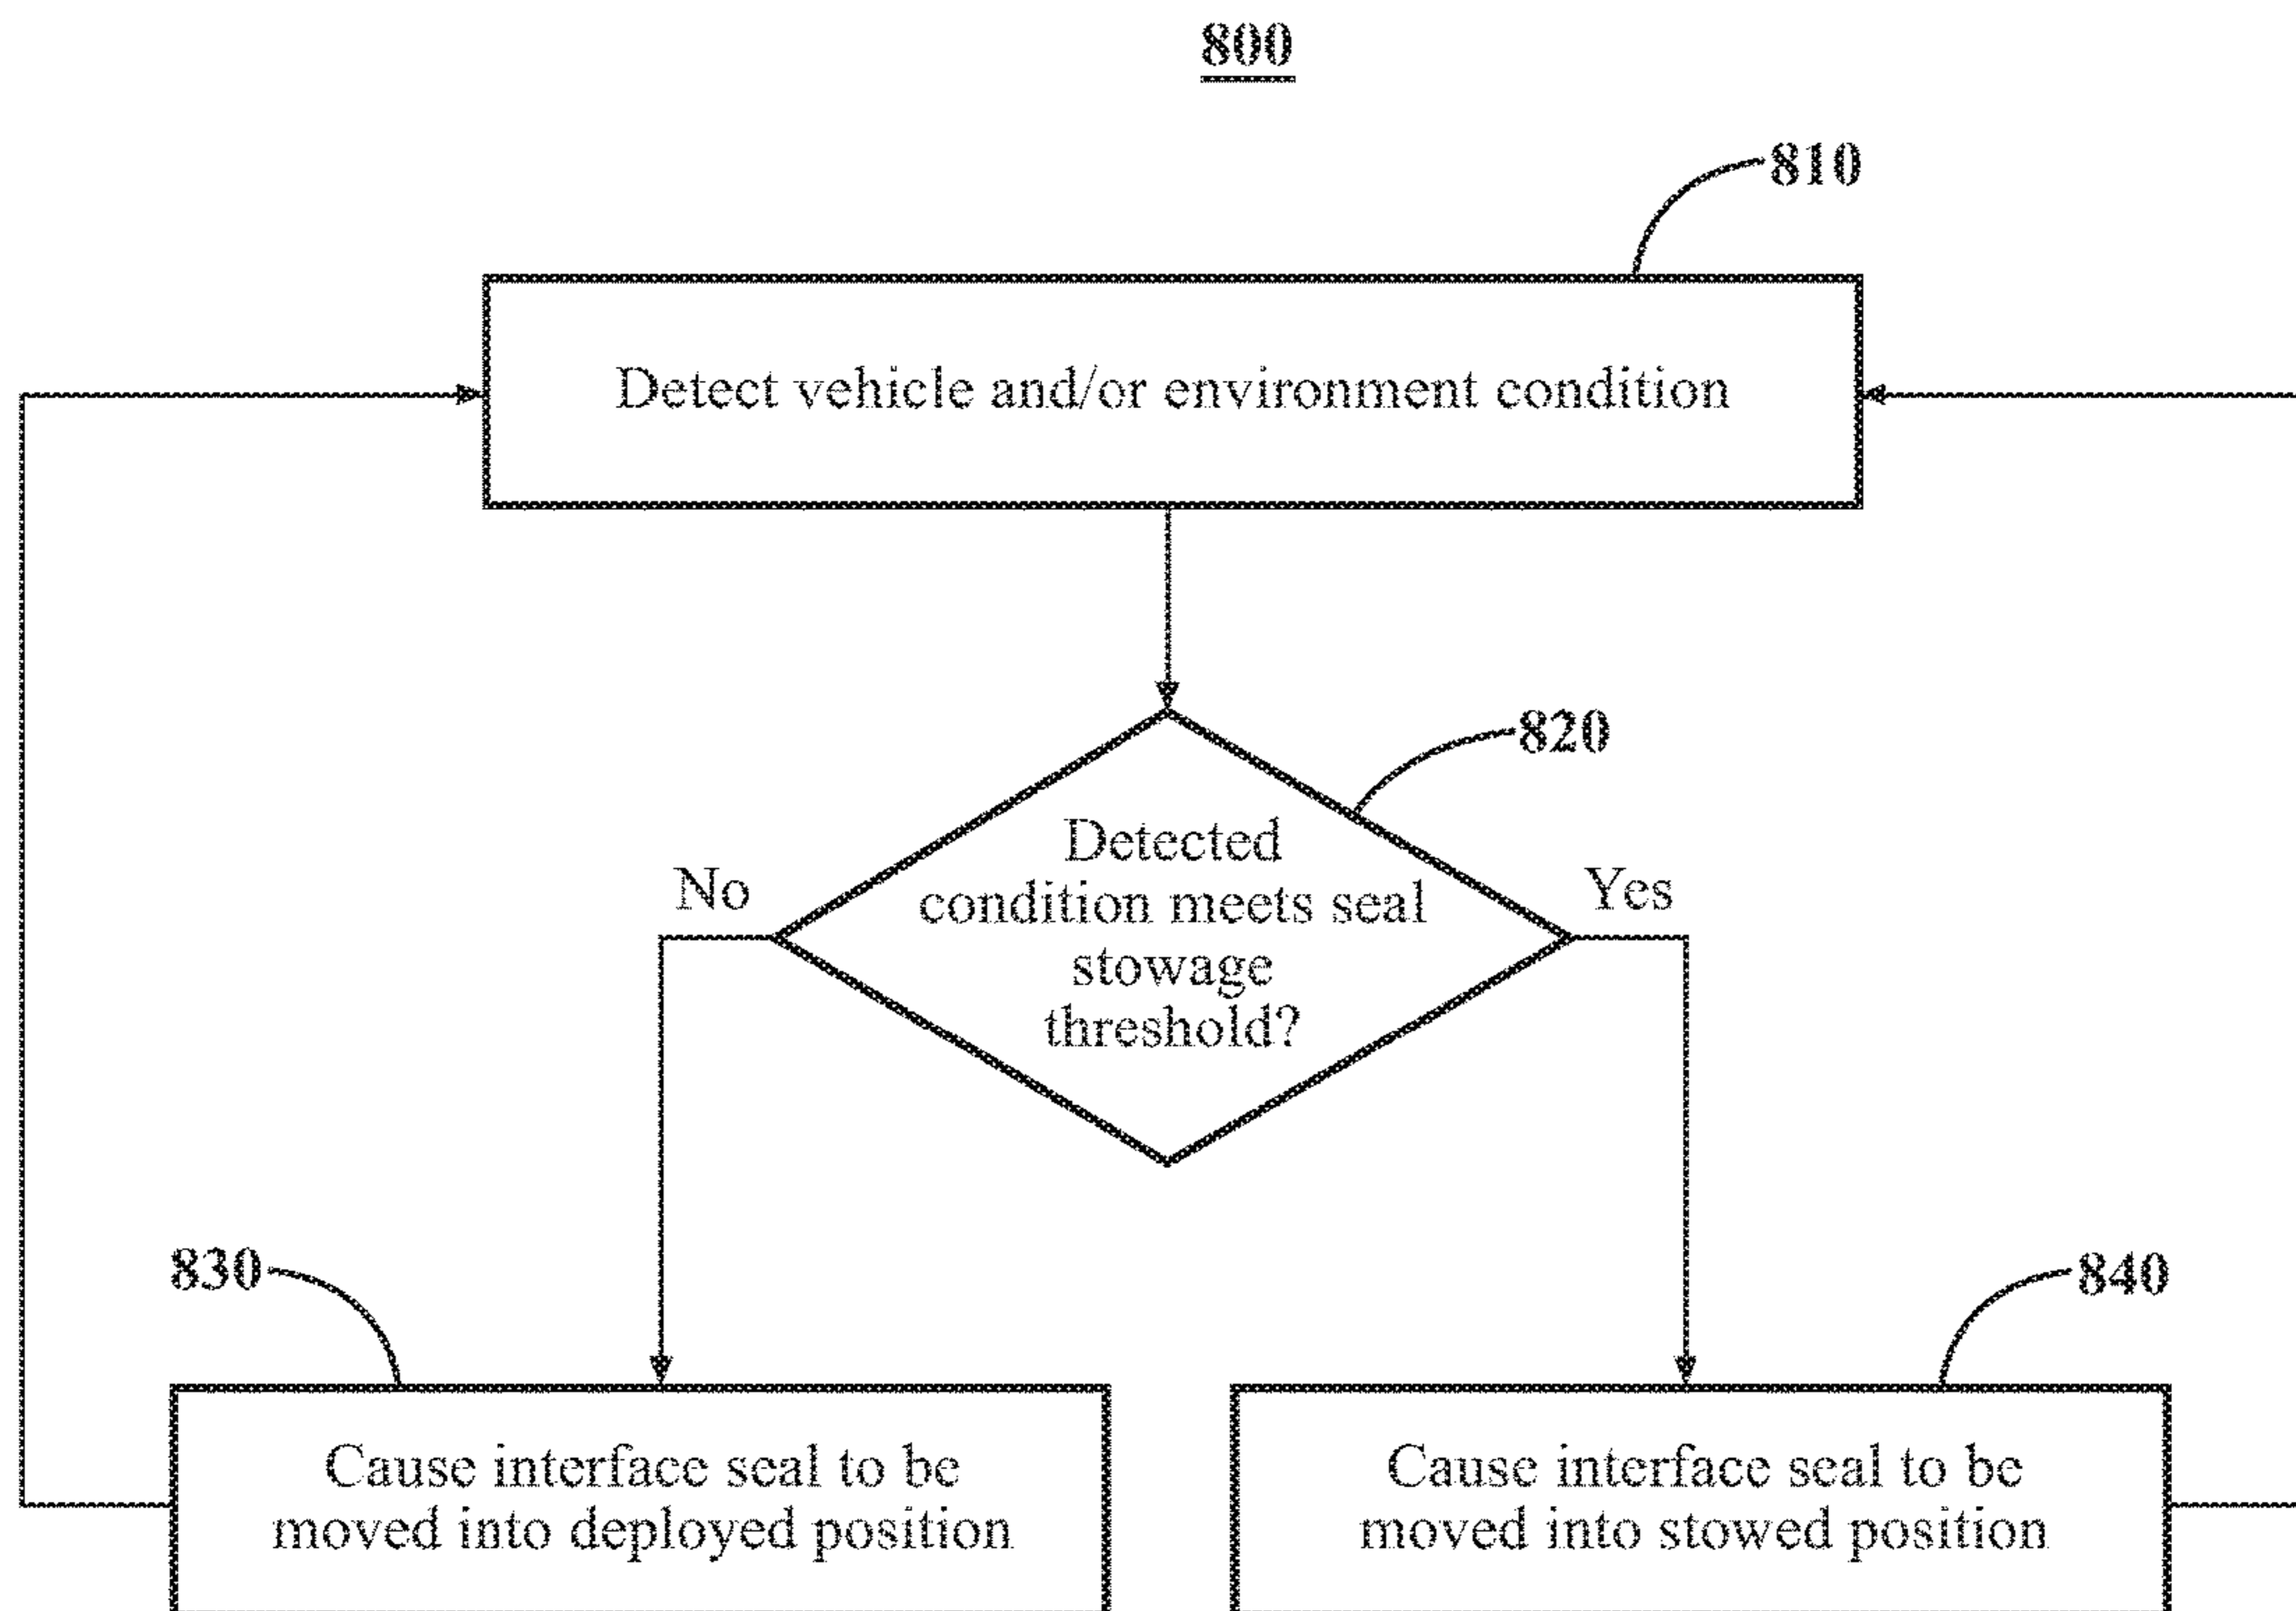 800
810
Detect vehicle and/or environment condition
820
Detected
condition meets seal
stowage
threshold?
No
Yes
830
840
Cause interface seal to be
moved into deployed position
Cause interface seal to be
moved into stowed position